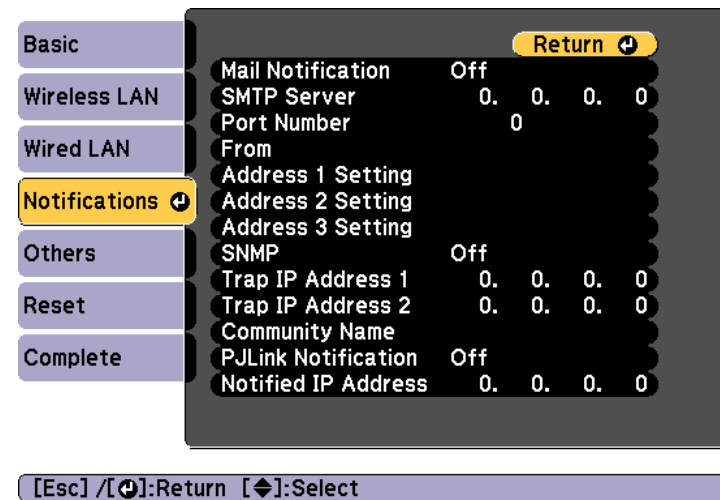 Basic
Wireless LAN
Wired LAN
Notifications
Others
Reset
Complete
Return
Mail Notification Off
SMTP Server 0. 0. 0. 0
Port Number 0
From
Address 1 Setting
Address 2 Setting
Address 3 Setting
SNMP Off
Trap IP Address 1 0. 0. 0. 0
Trap IP Address 2 0. 0. 0. 0
Community Name
PJLink Notification Off
Notified IP Address 0. 0. 0. 0
[Esc] /[⏎]:Return [◆]:Select